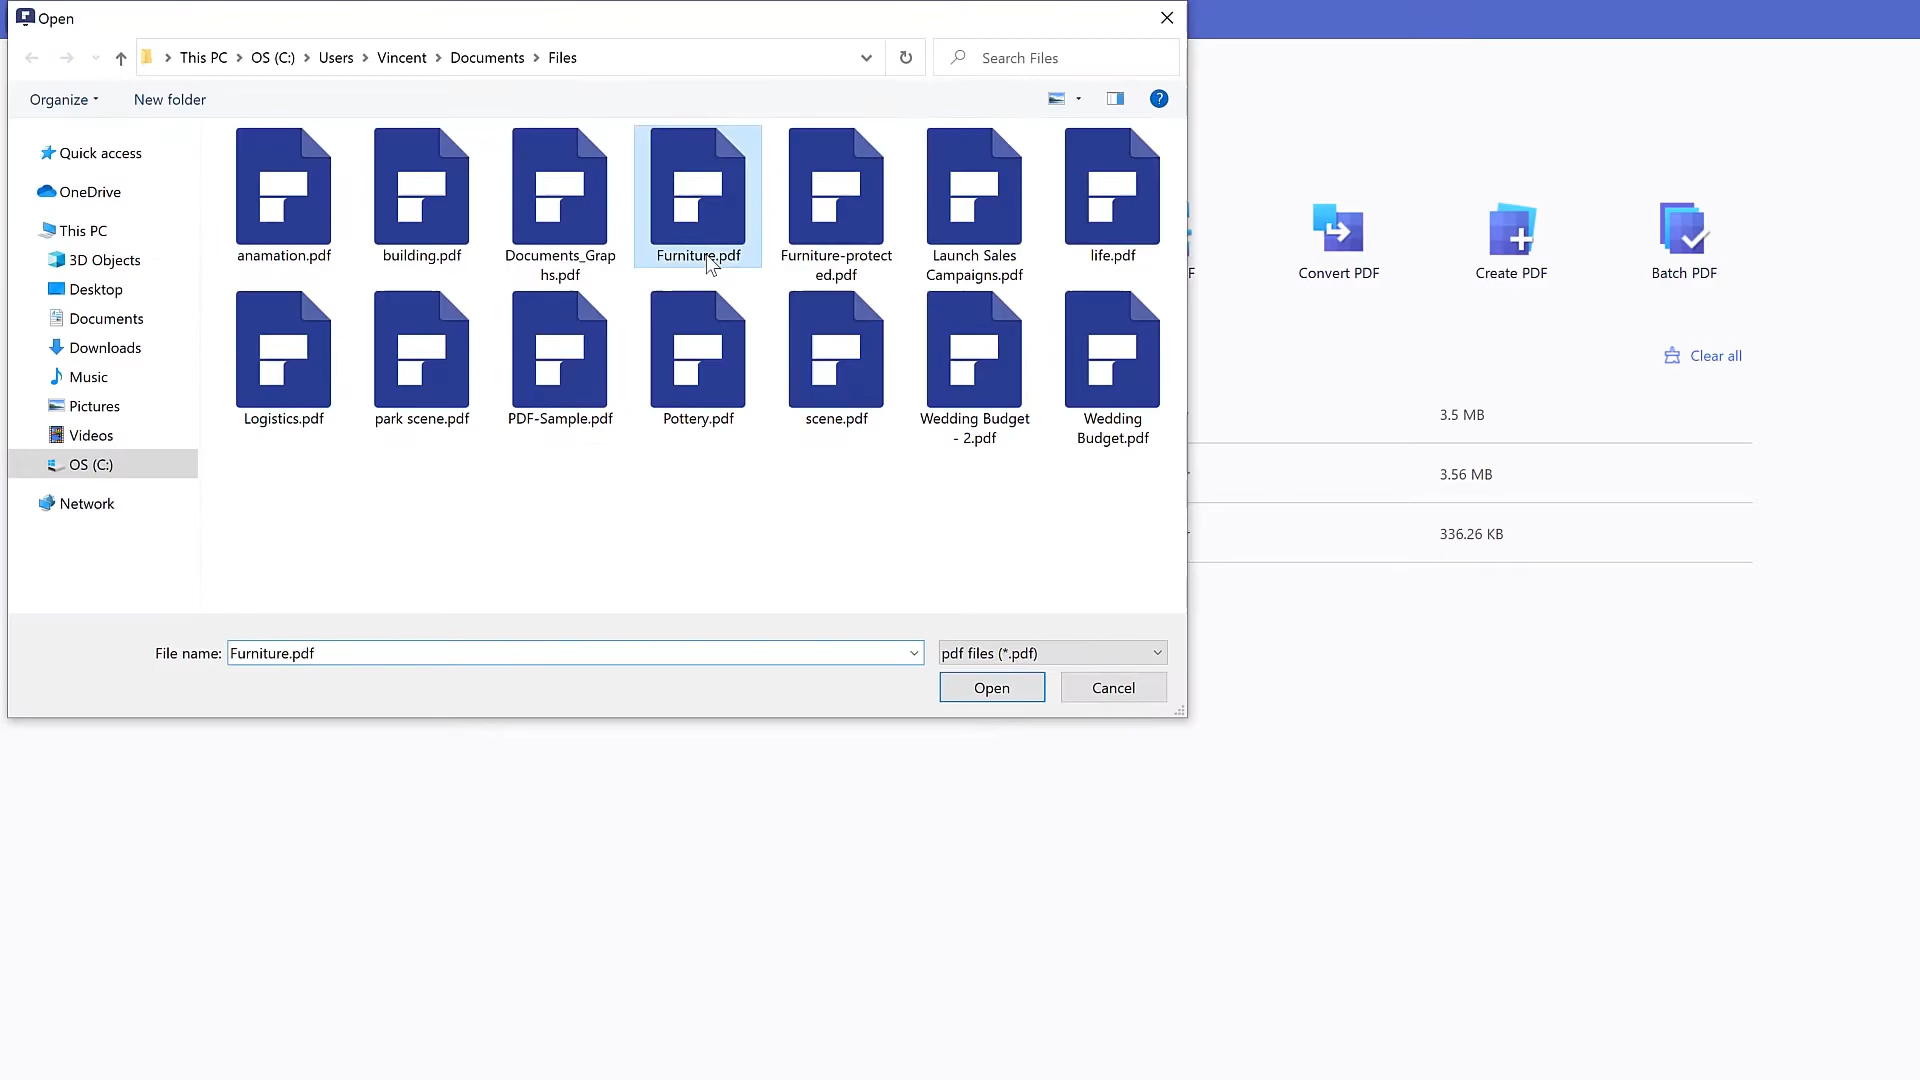 Open
This PC
OS (C:)
Users
Vincent
Documents
Files
Search Files
Organize
New folder
?
Quick access
OneDrive
This PC
3D Objects
Desktop
Documents
Downloads
Music
Pictures
Videos
OS (C:)
Network
anamation.pdf
building.pdf
Documents_Grap
hs.pdf
Furniture.pdf
Furniture-protect
ed.pdf
Launch Sales
Campaigns.pdf
life.pdf
Logistics.pdf
park scene.pdf
PDF-Sample.pdf
Pottery.pdf
scene.pdf
Wedding Budget
- 2.pdf
Wedding
Budget.pdf
File name:
Furniture.pdf
pdf files (*.pdf)
Open
Cancel
Convert PDF
Create PDF
Batch PDF
Clear all
3.5 MB
3.56 MB
336.26 KB